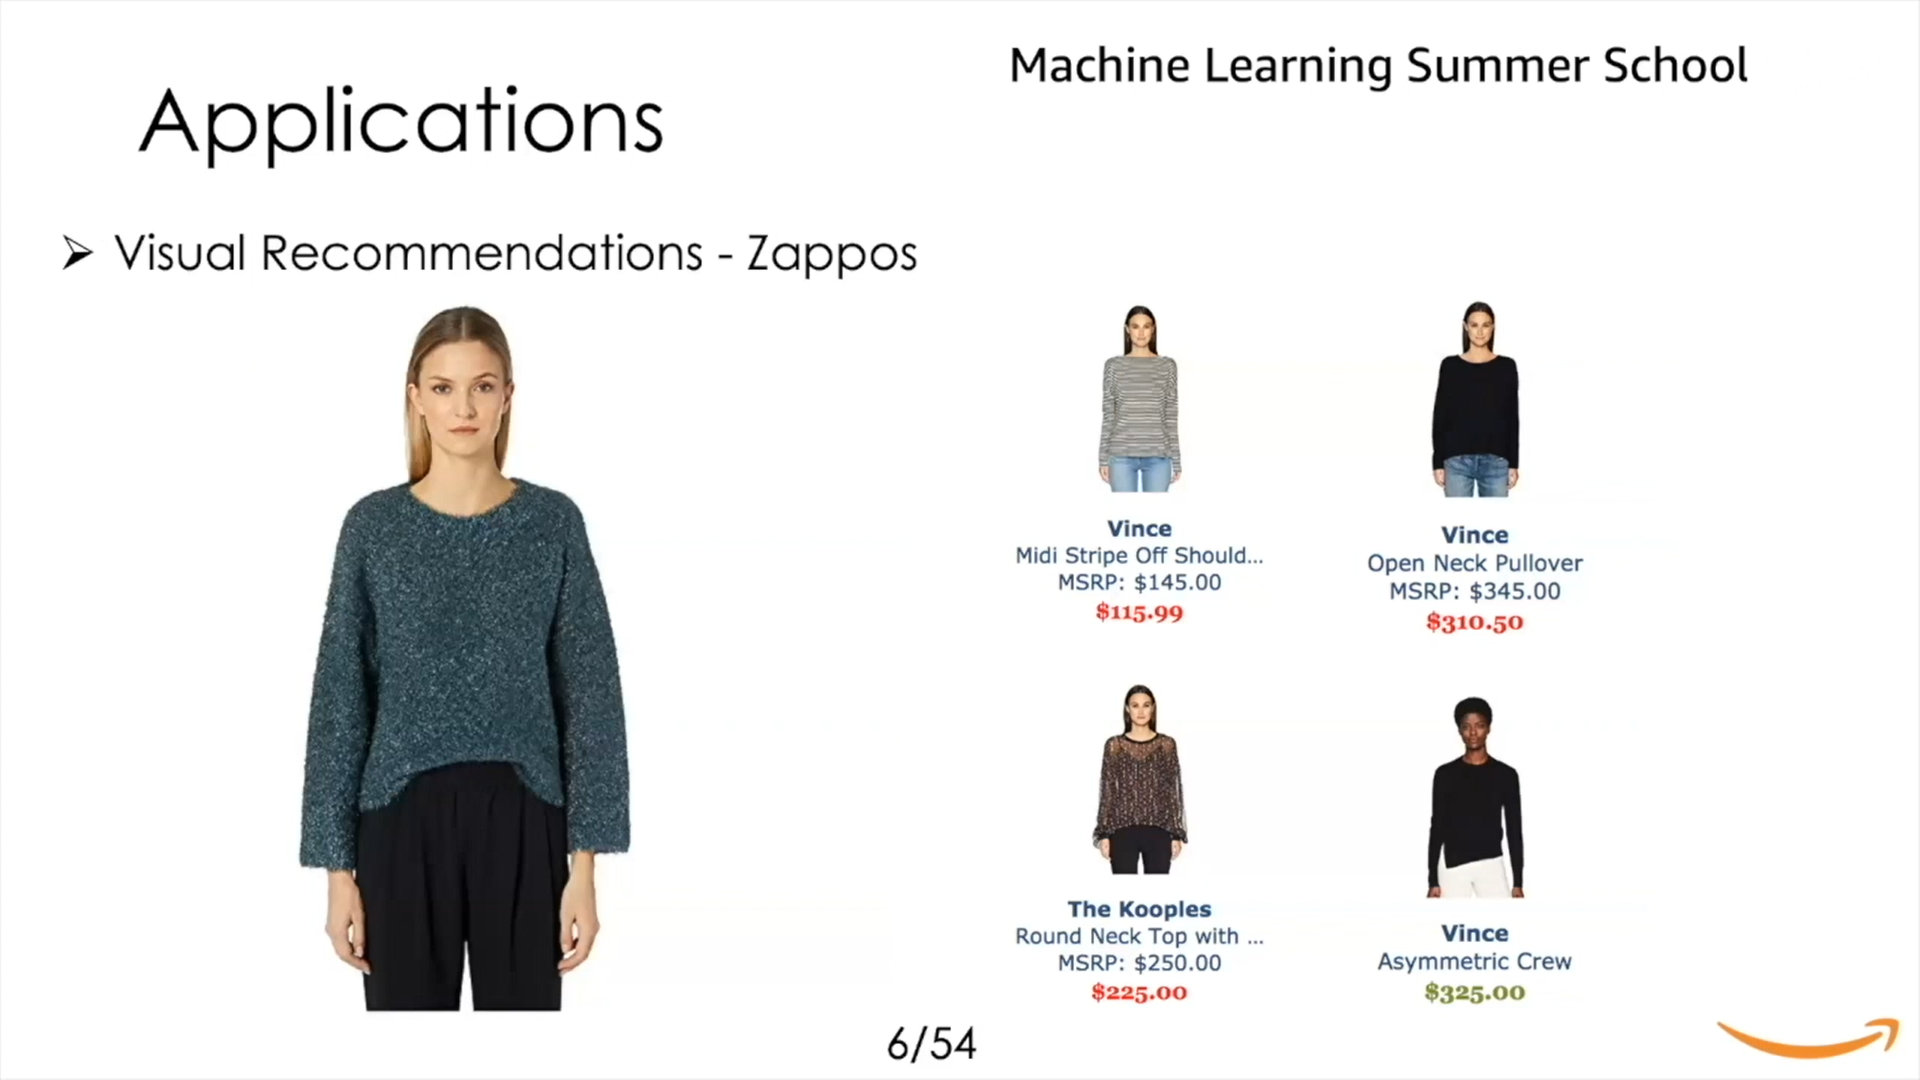 Machine Learning Summer School
Applications
➢ Visual Recommendations - Zappos
Vince
Midi Stripe Off Should...
MSRP: $145.00
$115.99
Vince
Open Neck Pullover
MSRP: $345.00
$310.50
The Kooples
Round Neck Top with ...
MSRP: $250.00
$225.00
Vince
Asymmetric Crew
$325.00
6/54